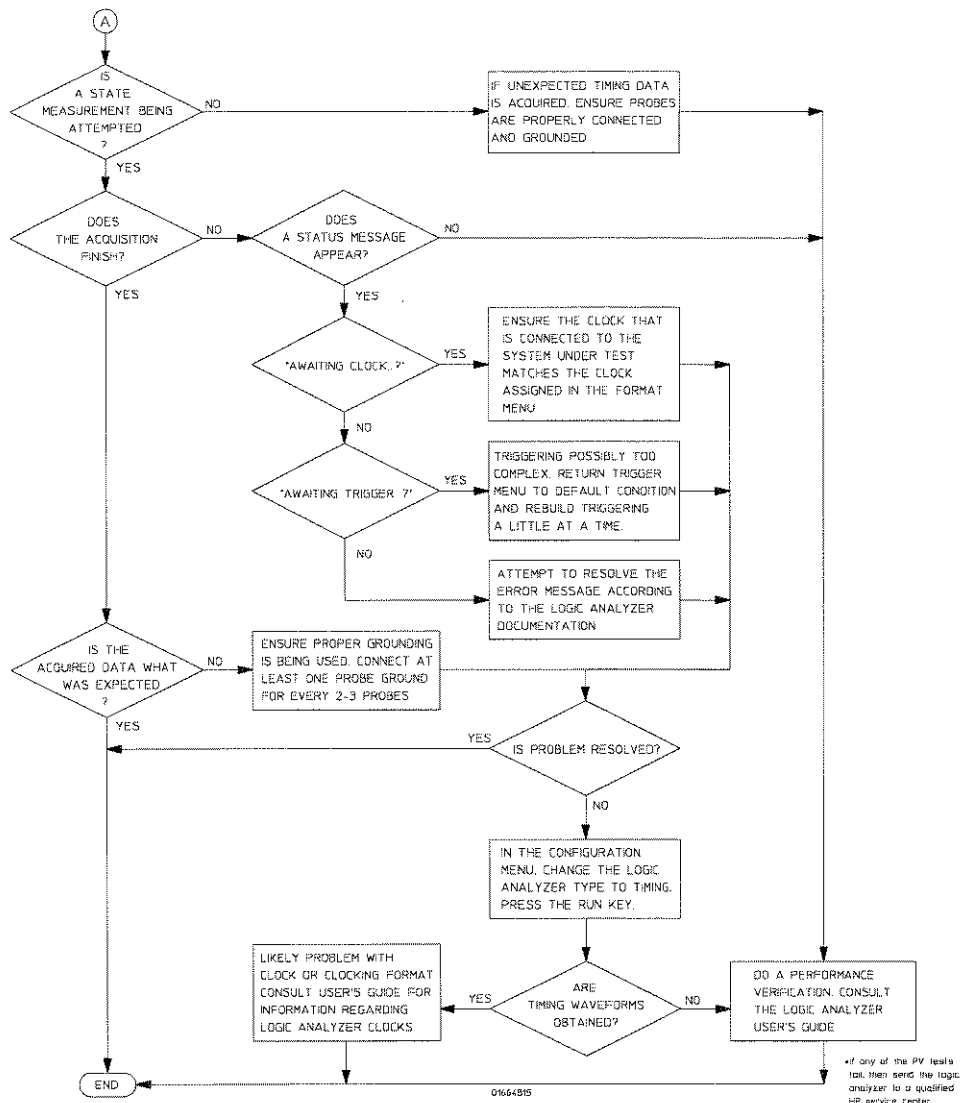 A
IS
A STATE
MEASUREMENT BEING
ATTEMPTED
?
NO
IF UNEXPECTED TIMING DATA
IS ACQUIRED, ENSURE PROBES
ARE PROPERLY CONNECTED
AND GROUNDED
YES
DOES
THE ACQUISITION
FINISH?
NO
DOES
A STATUS MESSAGE
APPEAR?
NO
YES
YES
"AWAITING CLOCK..?"
YES
ENSURE THE CLOCK THAT
IS CONNECTED TO THE
SYSTEM UNDER TEST
MATCHES THE CLOCK
ASSIGNED IN THE FORMAT
MENU
NO
"AWAITING TRIGGER ?"
YES
TRIGGERING POSSIBLY TOO
COMPLEX. RETURN TRIGGER
MENU TO DEFAULT CONDITION
AND REBUILD TRIGGERING
A LITTLE AT A TIME.
NO
ATTEMPT TO RESOLVE THE
ERROR MESSAGE ACCORDING
TO THE LOGIC ANALYZER
DOCUMENTATION
IS THE
ACQUIRED DATA WHAT
WAS EXPECTED
?
NO
ENSURE PROPER GROUNDING
IS BEING USED. CONNECT AT
LEAST ONE PROBE GROUND
FOR EVERY 2-3 PROBES
YES
YES
IS PROBLEM RESOLVED?
NO
IN THE CONFIGURATION
MENU, CHANGE THE LOGIC
ANALYZER TYPE TO TIMING.
PRESS THE RUN KEY.
LIKELY PROBLEM WITH
CLOCK OR CLOCKING FORMAT
CONSULT USER'S GUIDE FOR
INFORMATION REGARDING
LOGIC ANALYZER CLOCKS
YES
ARE
TIMING WAVEFORMS
OBTAINED?
NO
DO A PERFORMANCE
VERIFICATION. CONSULT
THE LOGIC ANALYZER
USER'S GUIDE
END
01664B15
*If any of the PV tests
fail, then send the logic
analyzer to a qualified
HP service center